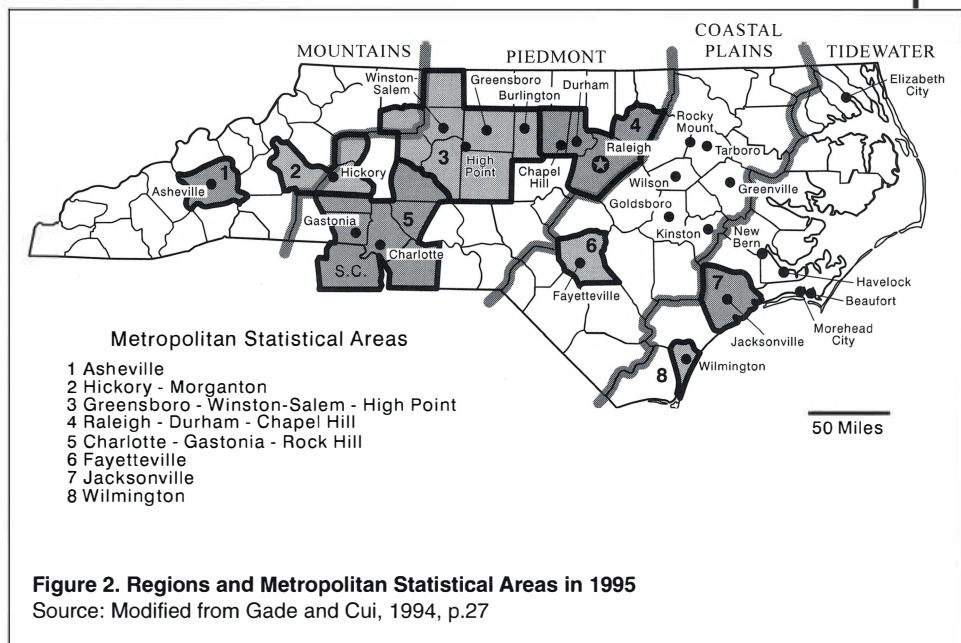 COASTAL
MOUNTAINS PIEDMONT PLAINS TIDEWATER
Winston-
Salem
Greensboro
Burlington
Durham
Elizabeth
City
4
Rocky
Mount
Tarboro
Raleigh
3
High
Point
Chapel
Hill
1
Asheville
2
Hickory
Wilson
Greenville
Goldsboro
Kinston
New
Bern
5
Gastonia
Charlotte
S.C.
6
Fayetteville
7
Havelock
Beaufort
Morehead
City
Jacksonville
8
Wilmington
50 Miles
Metropolitan Statistical Areas
1 Asheville
2 Hickory - Morganton
3 Greensboro - Winston-Salem - High Point
4 Raleigh - Durham - Chapel Hill
5 Charlotte - Gastonia - Rock Hill
6 Fayetteville
7 Jacksonville
8 Wilmington
Figure 2. Regions and Metropolitan Statistical Areas in 1995
Source: Modified from Gade and Cui, 1994, p.27